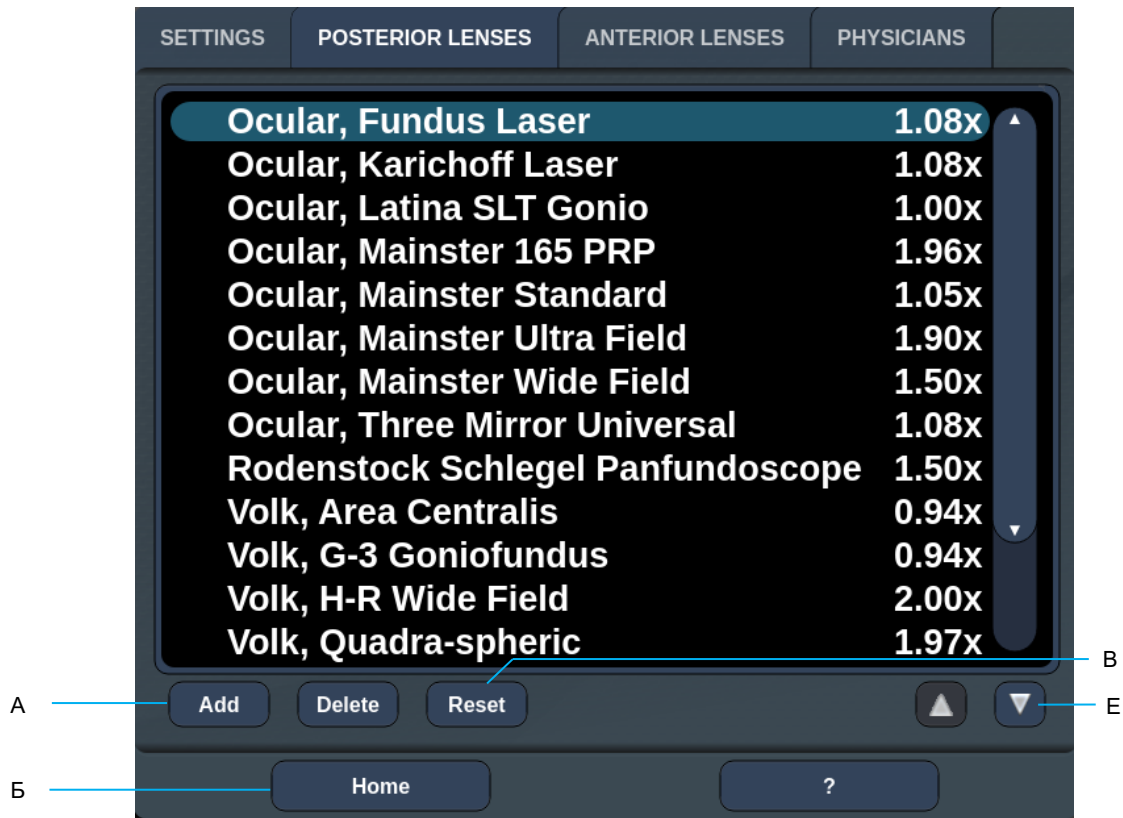 SETTINGS POSTERIOR LENSES ANTERIOR LENSES PHYSICIANS
Ocular, Fundus Laser 1.08x
Ocular, Karichoff Laser 1.08x
Ocular, Latina SLT Gonio 1.00x
Ocular, Mainster 165 PRP 1.96x
Ocular, Mainster Standard 1.05x
Ocular, Mainster Ultra Field 1.90x
Ocular, Mainster Wide Field 1.50x
Ocular, Three Mirror Universal 1.08x
Rodenstock Schlegel Panfundoscope 1.50x
Volk, Area Centralis 0.94x
Volk, G-3 Goniofundus 0.94x
Volk, H-R Wide Field 2.00x
Volk, Quadra-spheric 1.97x
В
А Add Delete Reset Е
Б Home ?